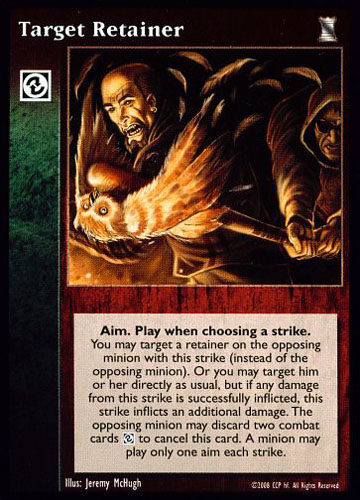 Target Retainer
Aim. Play when choosing a strike.
You may target a retainer on the opposing
minion with this strike (instead of the
opposing minion). Or you may target him
or her directly as usual, but if any damage
from this strike is successfully inflicted, this
strike inflicts an additional damage. The
opposing minion may discard two combat
cards to cancel this card. A minion may
play only one aim each strike.
Illus: Jeremy McHugh
©2008 CCP hf. All Rights Reserved